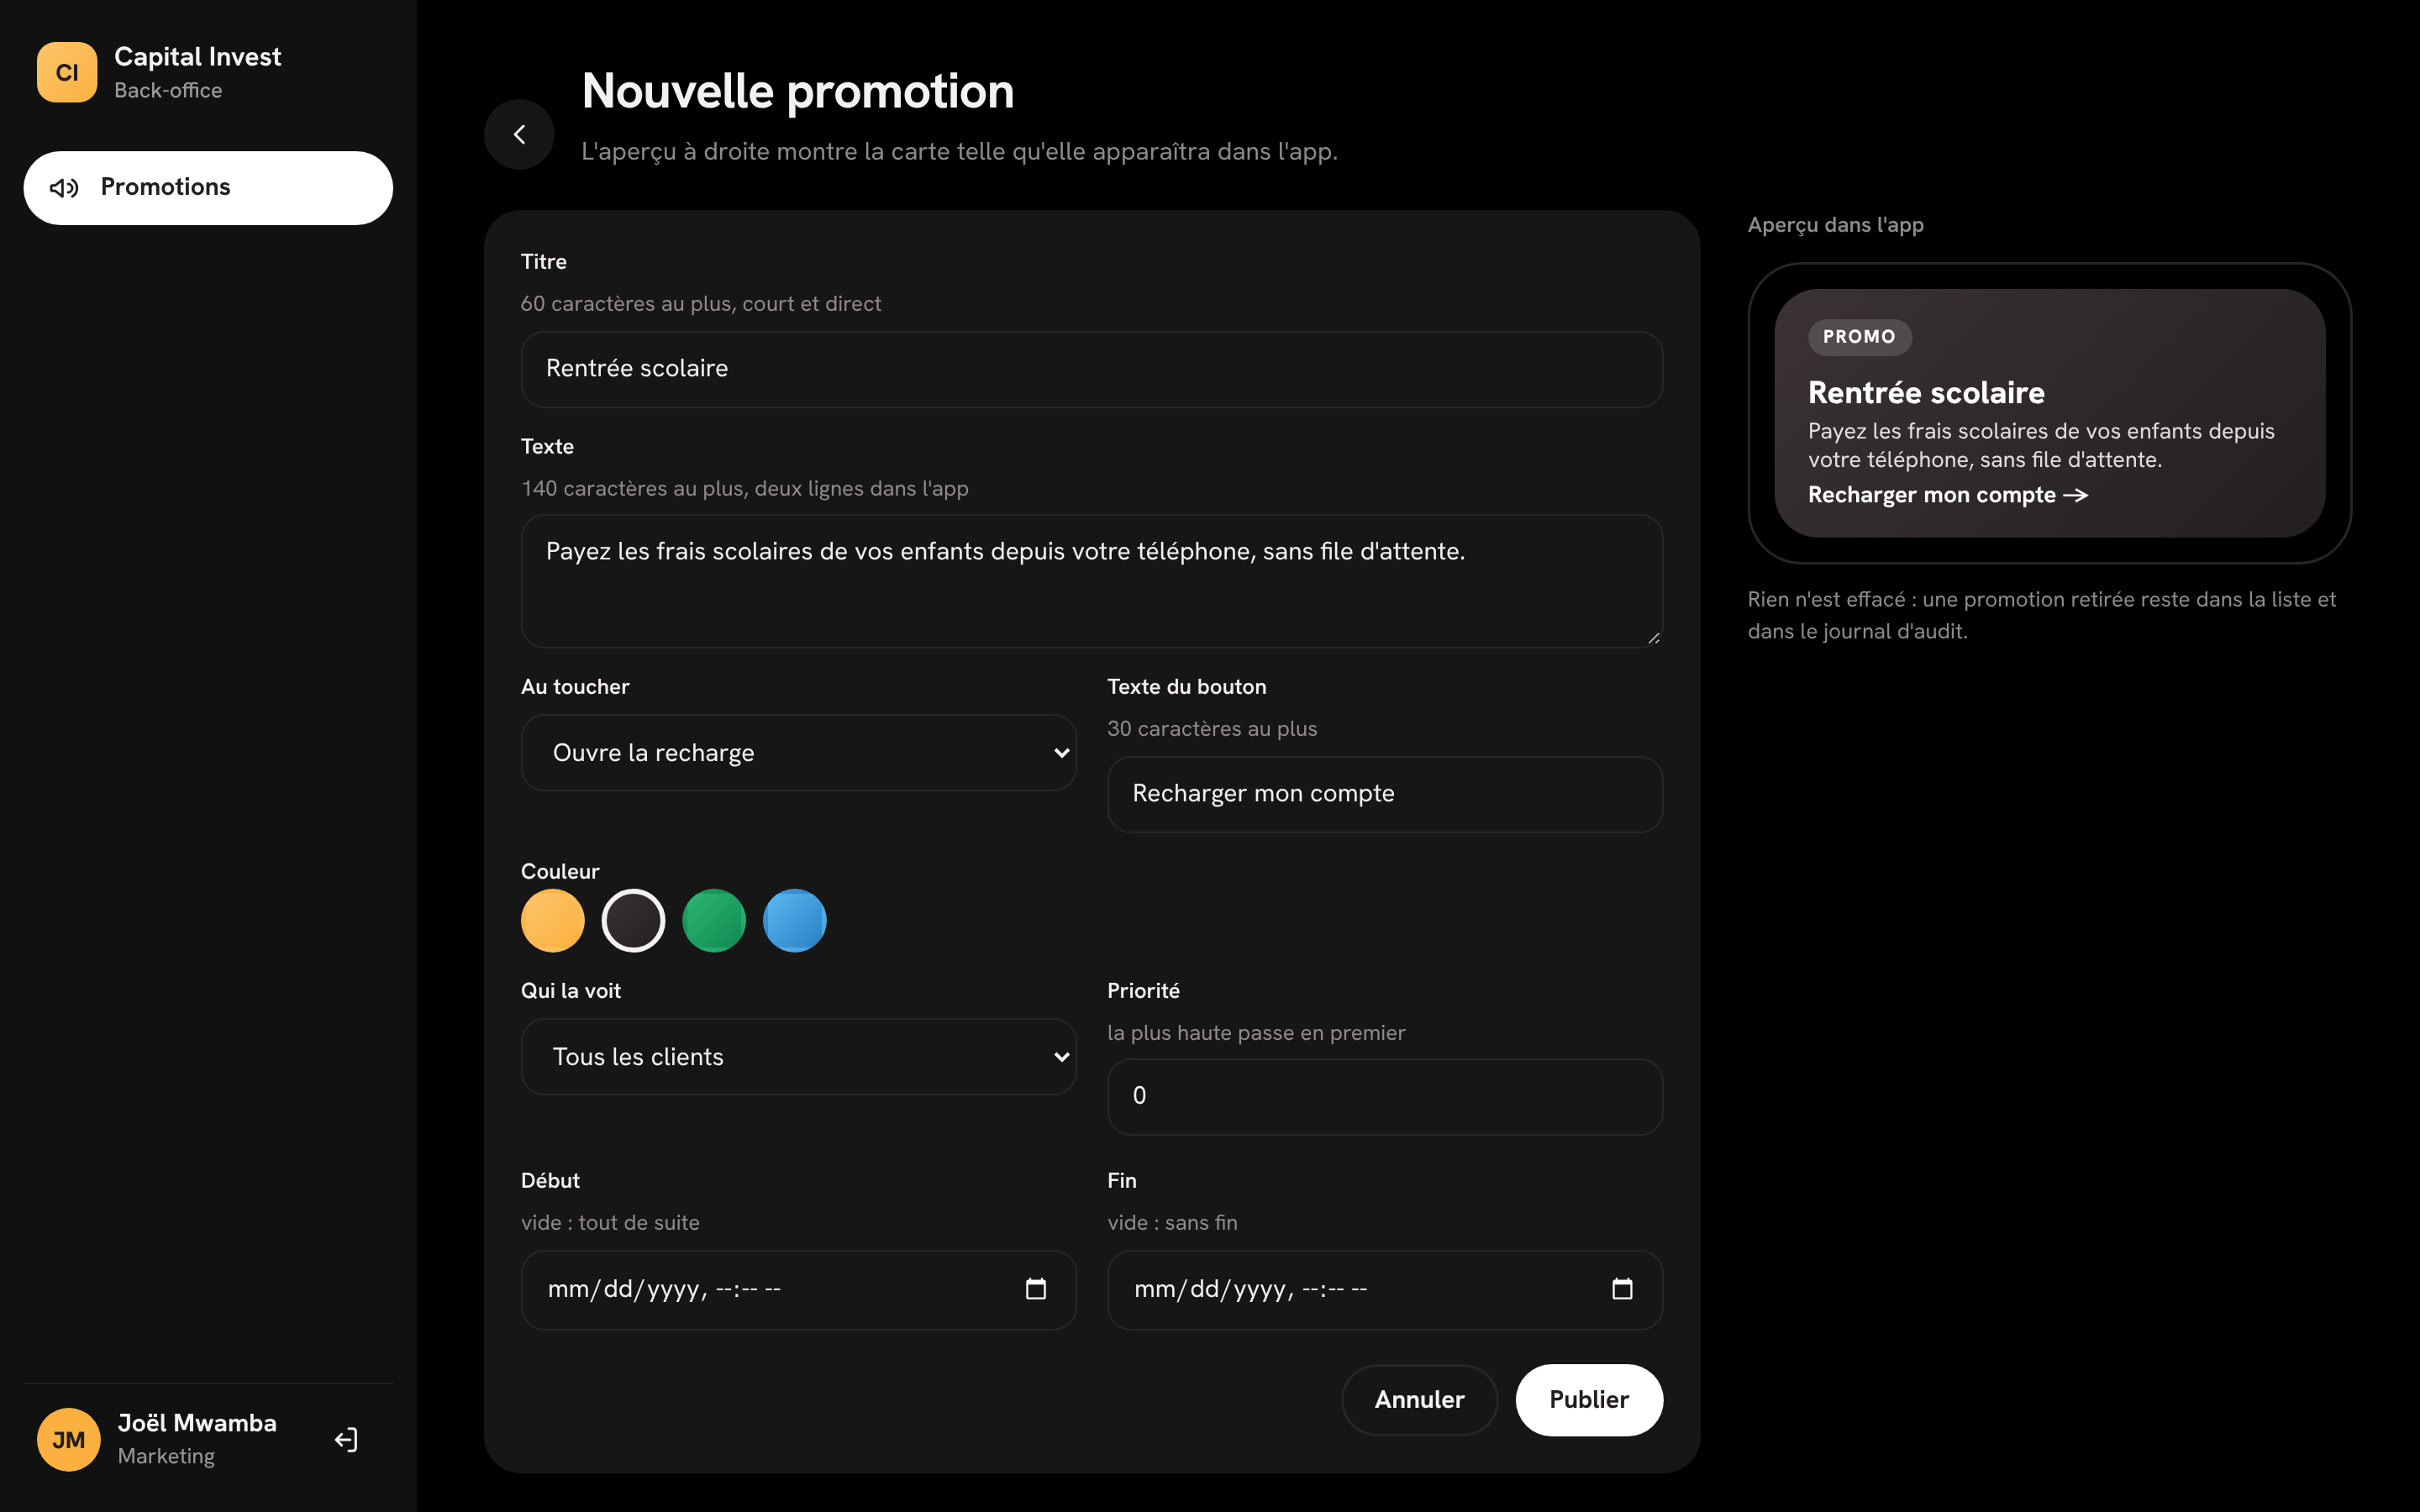 CI
Capital Invest
Back-office
Promotions
Nouvelle promotion
L'aperçu à droite montre la carte telle qu'elle apparaîtra dans l'app.
Titre
60 caractères au plus, court et direct
Rentrée scolaire
Texte
140 caractères au plus, deux lignes dans l'app
Payez les frais scolaires de vos enfants depuis votre téléphone, sans file d'attente.
Au toucher
Ouvre la recharge
Texte du bouton
30 caractères au plus
Recharger mon compte
Couleur
Qui la voit
Tous les clients
Priorité
la plus haute passe en premier
0
Début
vide : tout de suite
mm/dd/yyyy, --:-- --
Fin
vide : sans fin
mm/dd/yyyy, --:-- --
Annuler
Publier
Aperçu dans l'app
PROMO
Rentrée scolaire
Payez les frais scolaires de vos enfants depuis
votre téléphone, sans file d'attente.
Recharger mon compte →
Rien n'est effacé : une promotion retirée reste dans la liste et
dans le journal d'audit.
JM
Joël Mwamba
Marketing